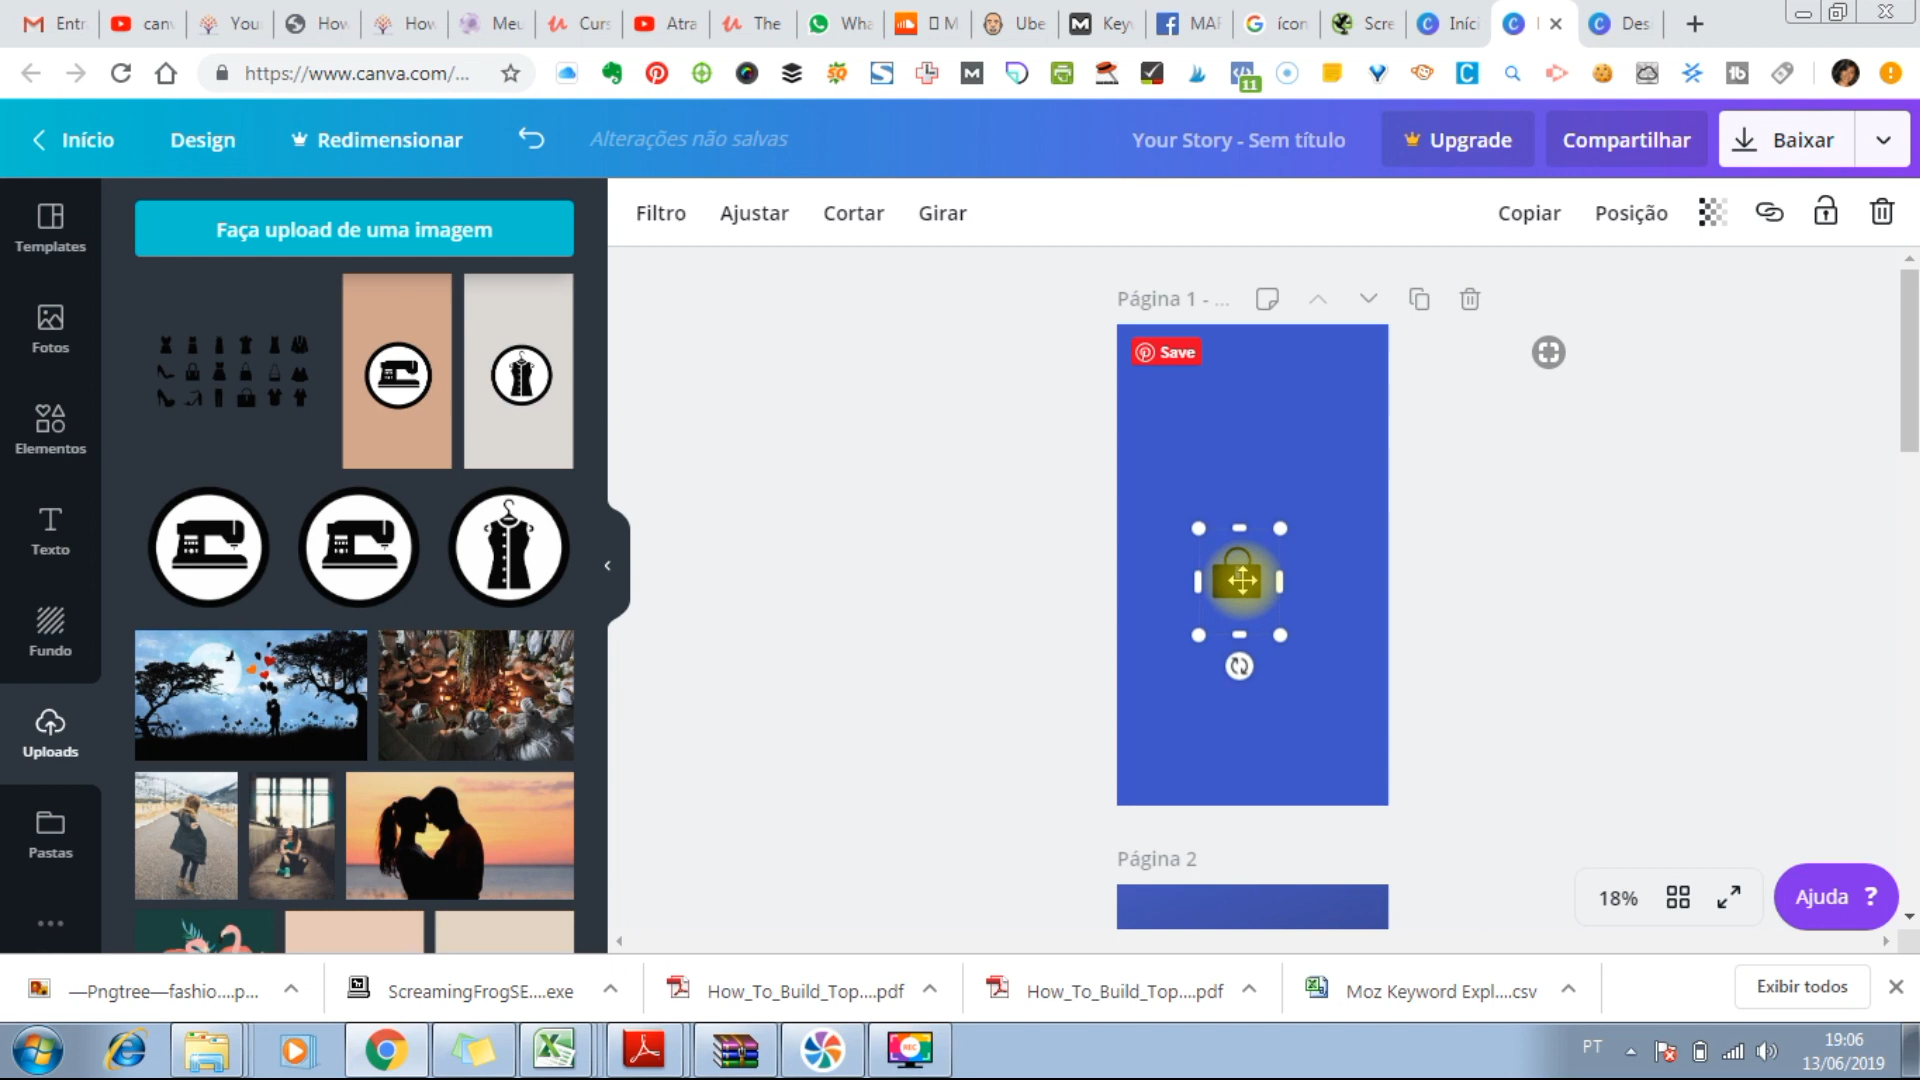 Entr
can
You
How
How
Meu
Curs
Atra
The
Wha
M
Ube
Key
MAF
ícon
Scre
Iníci
Des
https://www.canva.com/...
11
Início
Design
Redimensionar
Alterações não salvas
Your Story - Sem título
Upgrade
Compartilhar
Baixar
Templates
Fotos
Elementos
Texto
Fundo
Uploads
Pastas
Faça upload de uma imagem
Filtro
Ajustar
Cortar
Girar
Copiar
Posição
Página 1 - ...
Save
Página 2
18%
Ajuda ?
—Pngtree—fashio....p...
ScreamingFrogSE....exe
How_To_Build_Top....pdf
How_To_Build_Top....pdf
Moz Keyword Expl....csv
Exibir todos
PT
19:06
13/06/2019